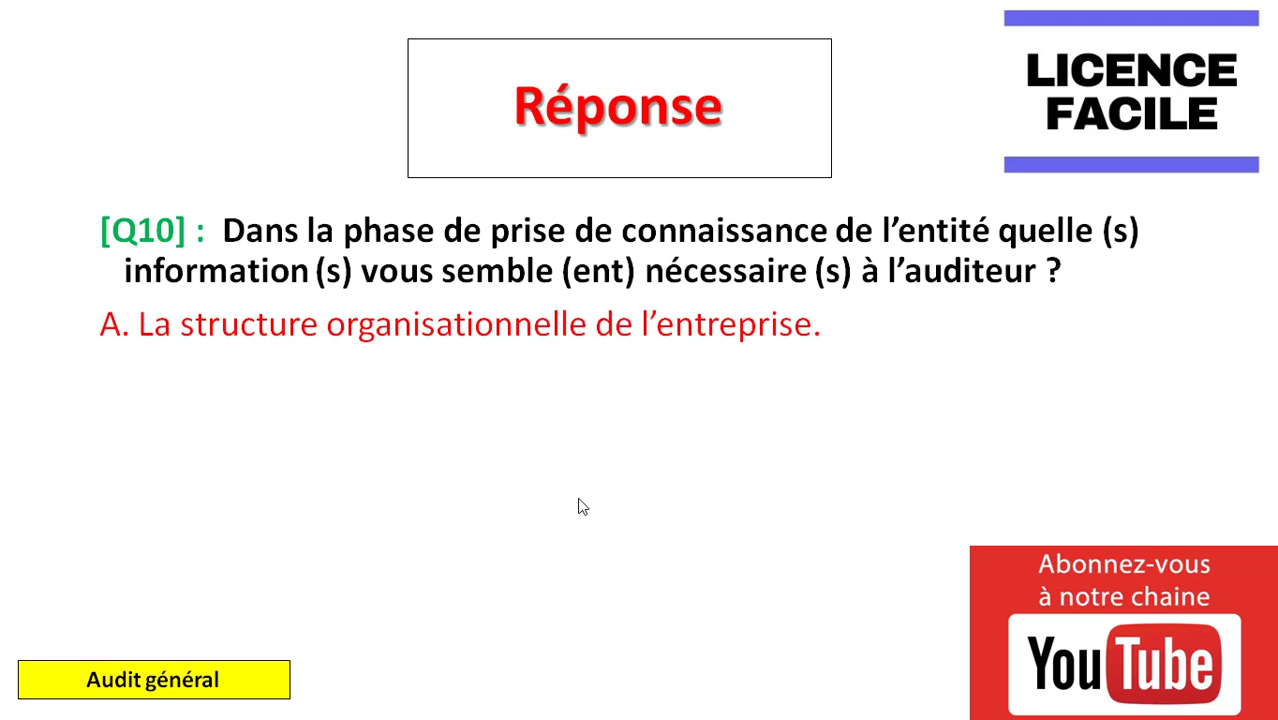 Réponse
LICENCE
FACILE
[Q10] : Dans la phase de prise de connaissance de l’entité quelle (s)
information (s) vous semble (ent) nécessaire (s) à l’auditeur ?
A. La structure organisationnelle de l’entreprise.
Abonnez-vous
à notre chaine
YouTube
Audit général